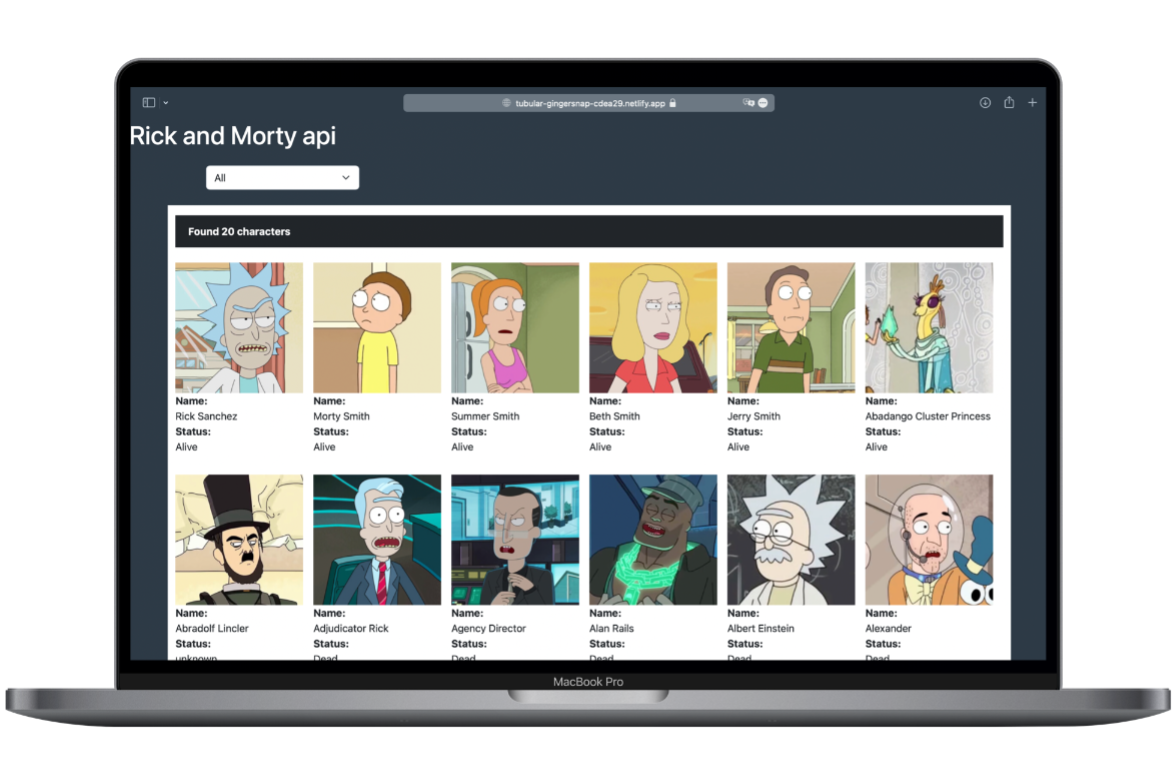 tubular-gingersnap-cdea29.netlify.app
Rick and Morty api
All
Found 20 characters
Name: Name: Name: Name: Name: Name:
Rick Sanchez Morty Smith Summer Smith Beth Smith Jerry Smith Abadango Cluster Princess
Status: Status: Status: Status: Status: Status:
Alive Alive Alive Alive Alive Alive
Name: Name: Name: Name: Name: Name:
Abradolf Lincler Adjudicator Rick Agency Director Alan Rails Albert Einstein Alexander
Status: Status: Status: Status: Status: Status:
unknown Dead Dead Dead Dead Dead
MacBook Pro